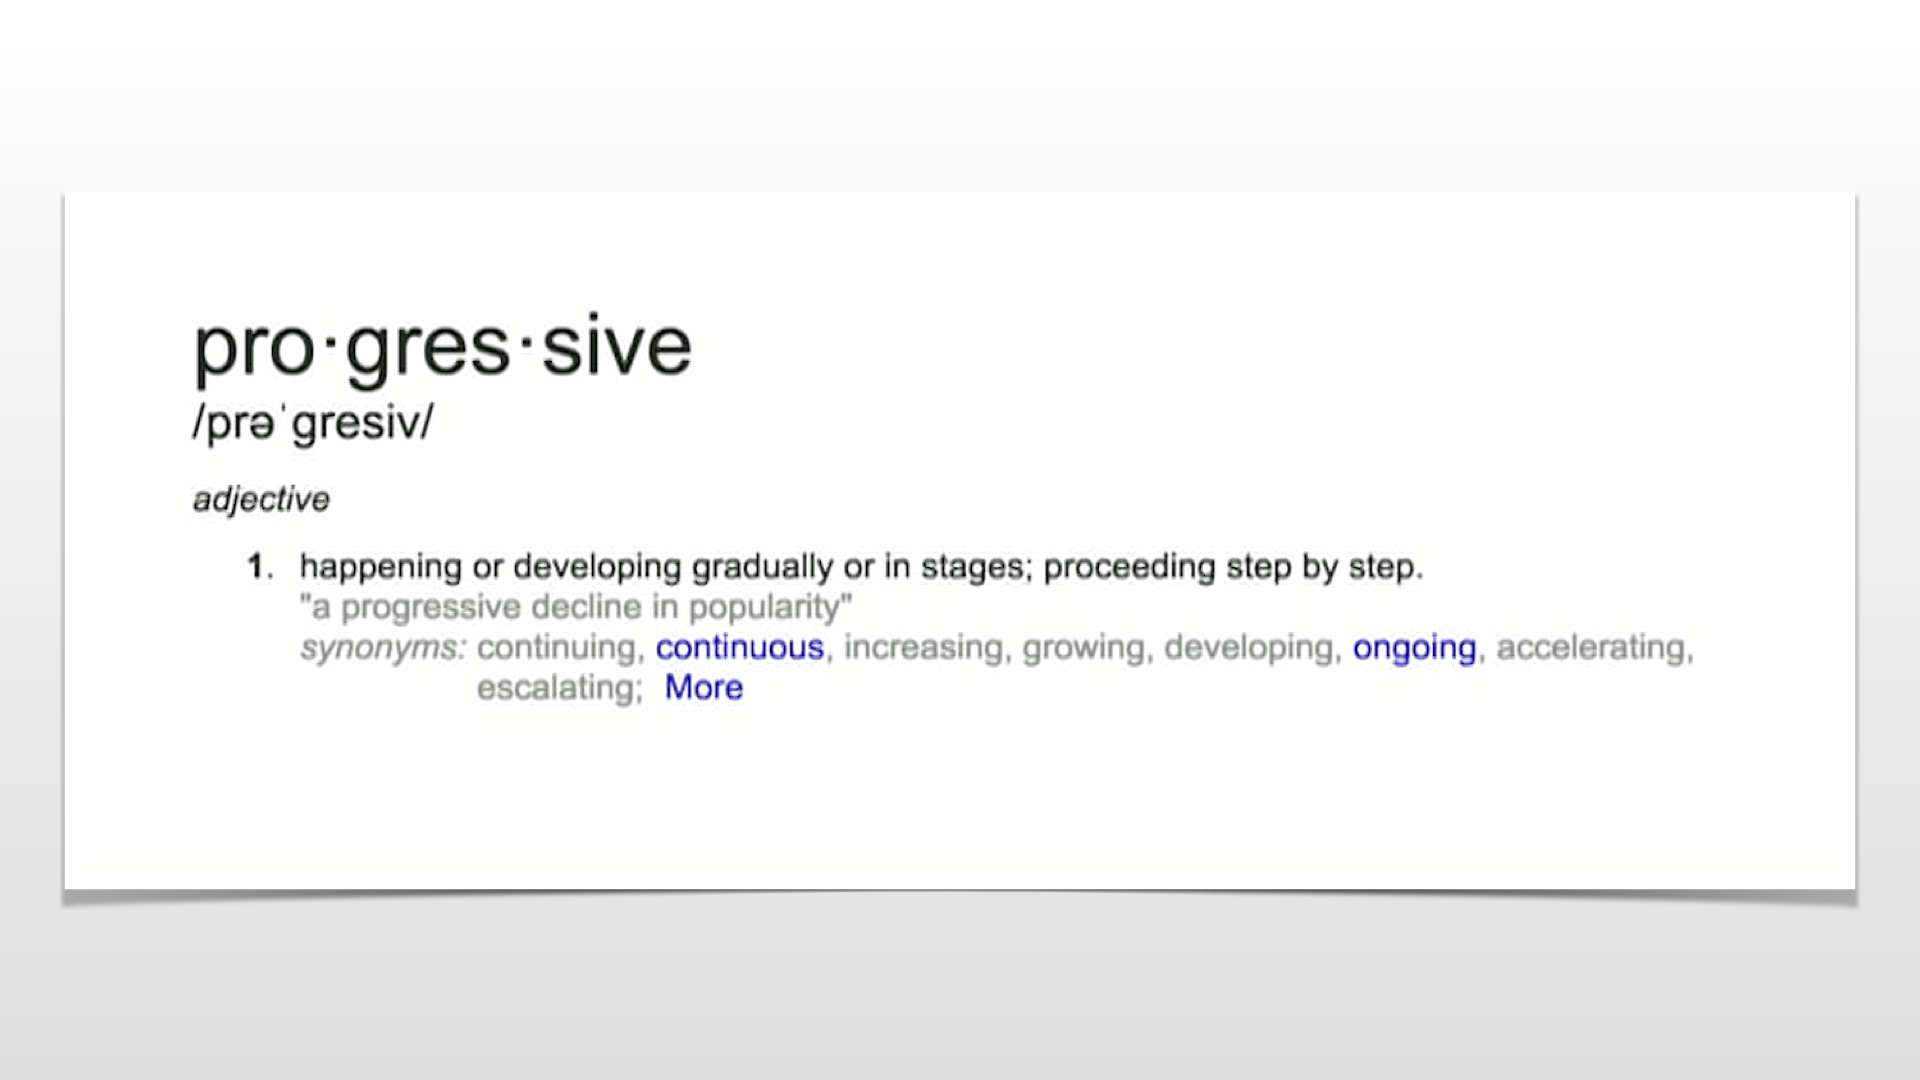 pro·gres·sive
/prəˈgresiv/
adjective
1. happening or developing gradually or in stages; proceeding step by step.
"a progressive decline in popularity"
synonyms: continuing, continuous, increasing, growing, developing, ongoing, accelerating,
escalating; More